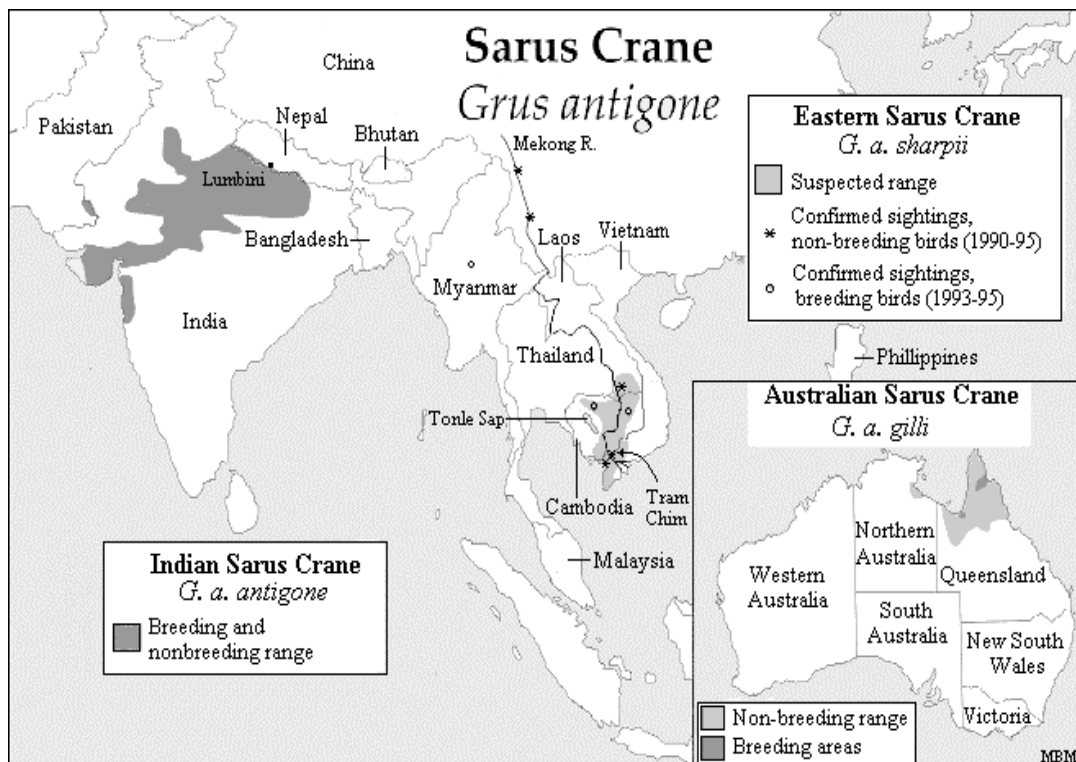 Sarus Crane
Grus antigone
China
Pakistan
Nepal
Bhutan
Mekong R.
Lumbini
Bangladesh
Laos
Vietnam
Myanmar
India
Thailand
Phillippines
Tonle Sap
Cambodia
Tram
Chim
Malaysia
Eastern Sarus Crane
G. a. sharpii
Suspected range
Confirmed sightings,
non-breeding birds (1990-95)
Confirmed sightings,
breeding birds (1993-95)
Indian Sarus Crane
G. a. antigone
Breeding and
nonbreeding range
Australian Sarus Crane
G. a. gilli
Northern
Australia
Western
Australia
Queensland
South
Australia
New South
Wales
Victoria
Non-breeding range
Breeding areas
MBM